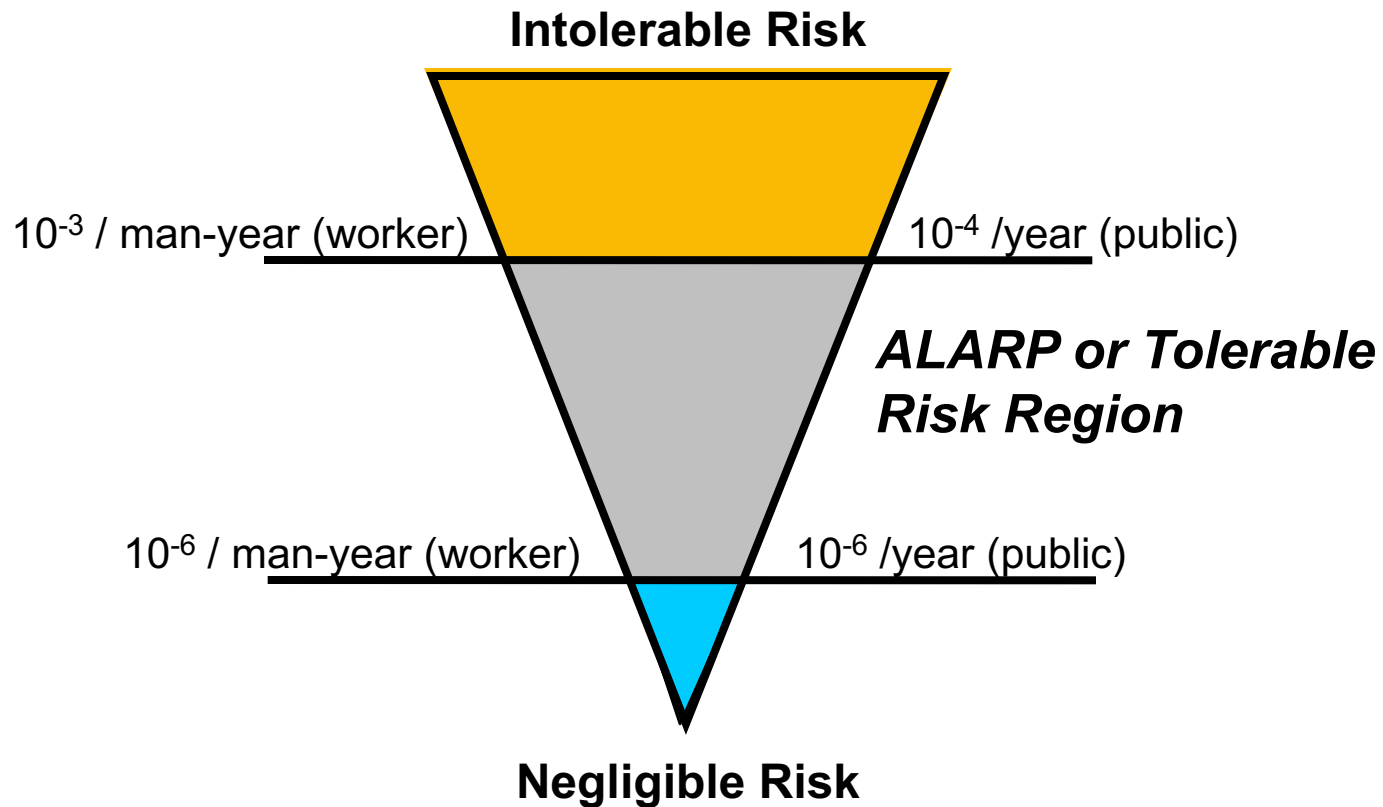 Intolerable Risk
10⁻³ / man-year (worker)
10⁻⁴ /year (public)
ALARP or Tolerable
Risk Region
10⁻⁶ / man-year (worker)
10⁻⁶ /year (public)
Negligible Risk